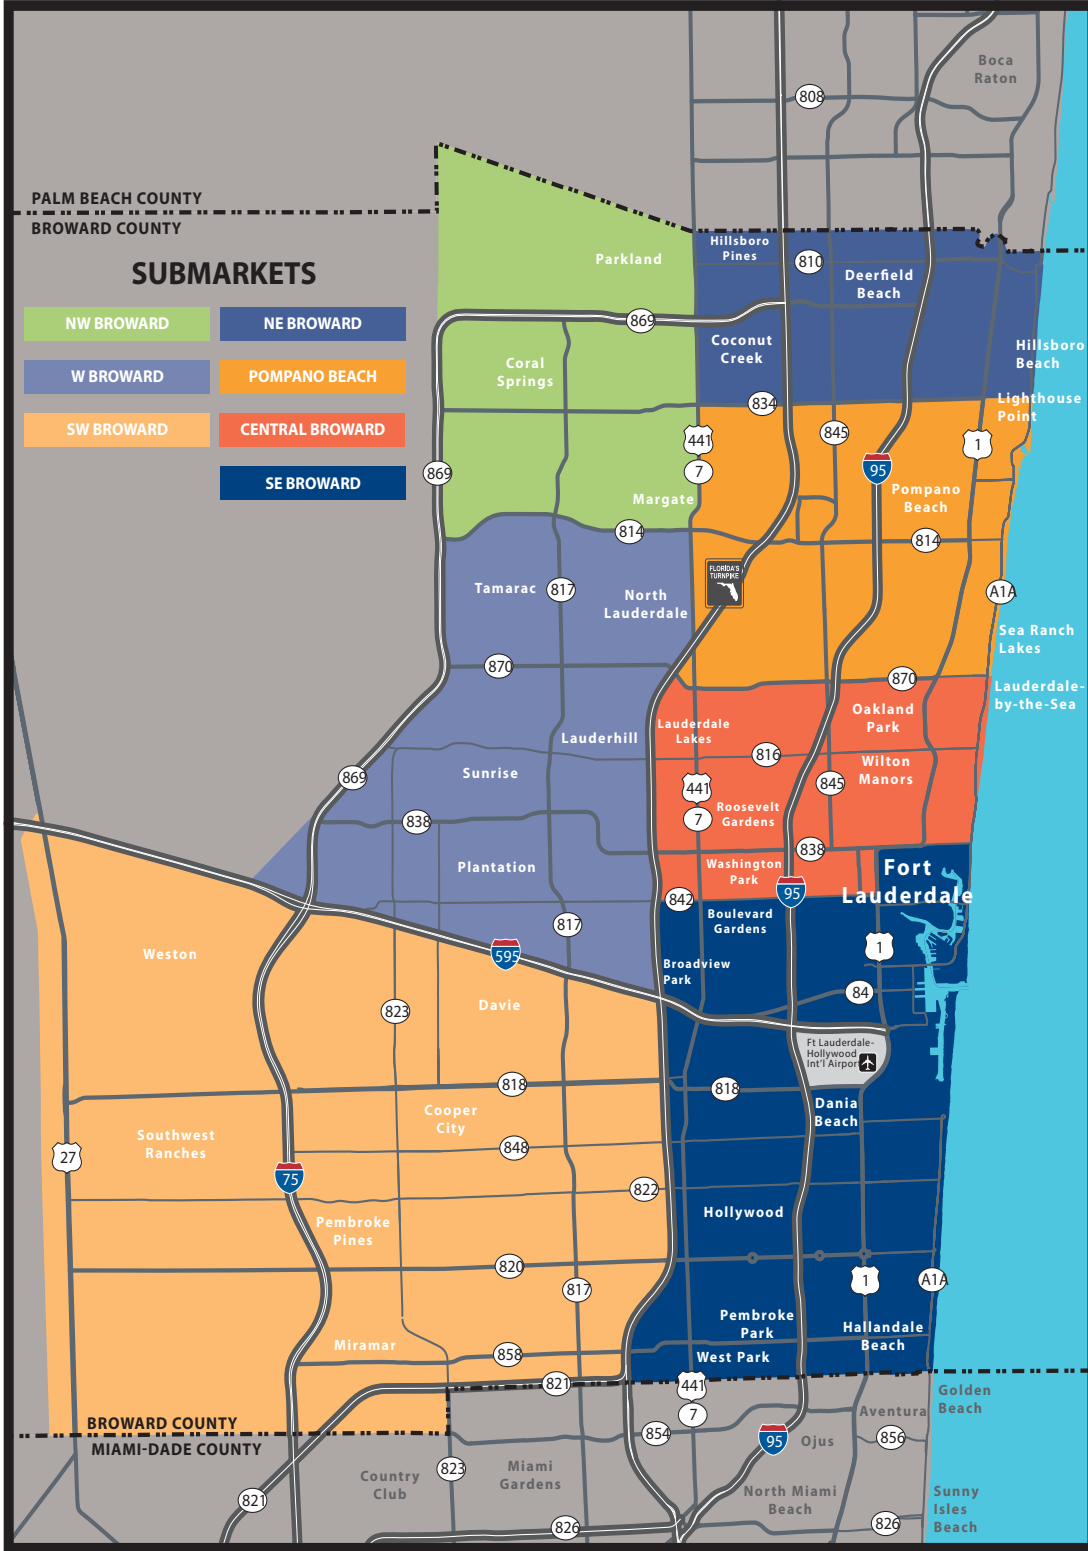 Boca
Raton
808
PALM BEACH COUNTY
BROWARD COUNTY
SUBMARKETS
NW BROWARD
NE BROWARD
W BROWARD
POMPANO BEACH
SW BROWARD
CENTRAL BROWARD
SE BROWARD
Parkland
Hillsboro
Pines
810
Deerfield
Beach
869
Coconut
Creek
Hillsboro
Beach
Coral
Springs
834
Lighthouse
Point
441
7
845
95
1
869
Margate
Pompano
Beach
814
814
FLORIDA'S
TURNPIKE
Tamarac
817
North
Lauderdale
A1A
Sea Ranch
Lakes
870
870
Lauderdale-
by-the-Sea
Lauderhill
Lauderdale
Lakes
Oakland
Park
816
Wilton
Manors
Sunrise
869
441
7
845
Roosevelt
Gardens
838
838
Plantation
Washington
Park
Fort
Lauderdale
842
95
Boulevard
Gardens
817
1
Weston
595
Broadview
Park
84
Davie
823
Ft Lauderdale-
Hollywood
Int'l Airport
818
818
Cooper
City
Dania
Beach
Southwest
Ranches
27
848
75
822
Pembroke
Pines
Hollywood
820
817
1
A1A
Pembroke
Park
Hallandale
Beach
Miramar
858
West Park
821
441
7
Golden
Beach
BROWARD COUNTY
MIAMI-DADE COUNTY
854
95
Ojus
Aventura
856
Country
Club
823
Miami
Gardens
North Miami
Beach
Sunny
Isles
Beach
821
826
826